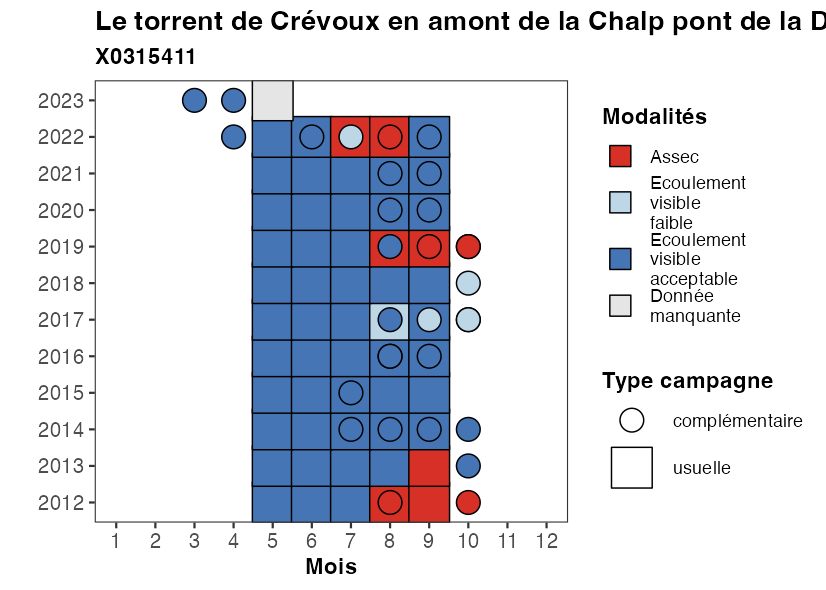 Le torrent de Crévoux en amont de la Chalp pont de la D
X0315411
2023
2022
2021
2020
2019
2018
2017
2016
2015
2014
2013
2012
1 2 3 4 5 6 7 8 9 10 11 12
Mois
Modalités
Assec
Ecoulement
visible
faible
Ecoulement
visible
acceptable
Donnée
manquante
Type campagne
complémentaire
usuelle